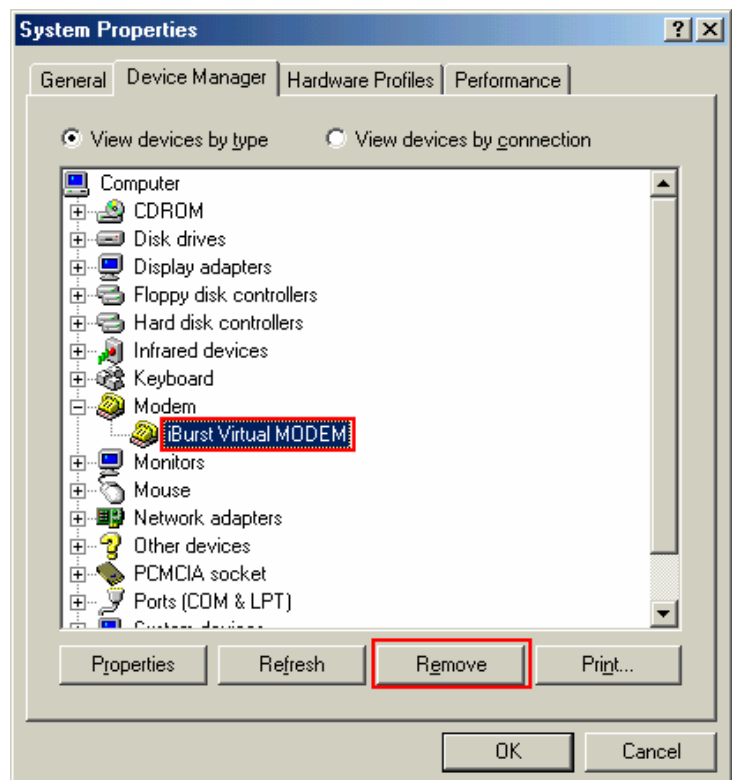 System Properties
General Device Manager Hardware Profiles Performance
View devices by type View devices by connection
Computer
CDROM
Disk drives
Display adapters
Floppy disk controllers
Hard disk controllers
Infrared devices
Keyboard
Modem
iBurst Virtual MODEM
Monitors
Mouse
Network adapters
Other devices
PCMCIA socket
Ports (COM & LPT)
Properties Refresh Remove Print...
OK Cancel